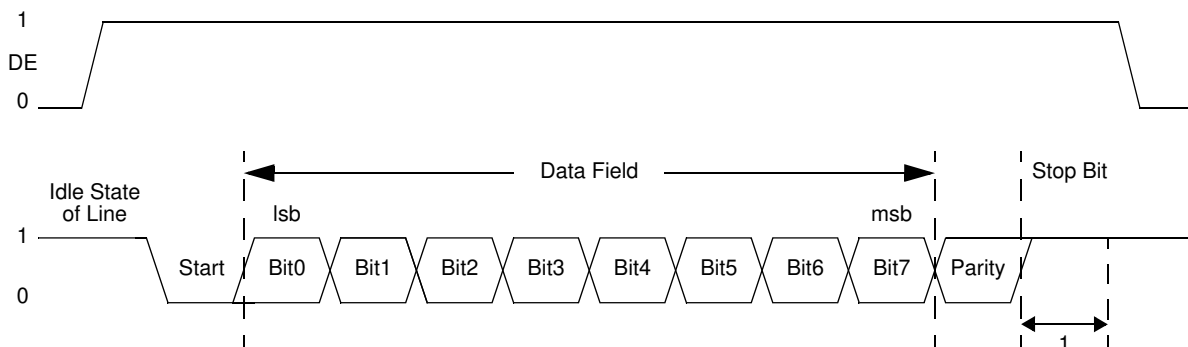 1
DE
0
Data Field
Stop Bit
Idle State
of Line
lsb
msb
1
Start
Bit0
Bit1
Bit2
Bit3
Bit4
Bit5
Bit6
Bit7
Parity
0
1